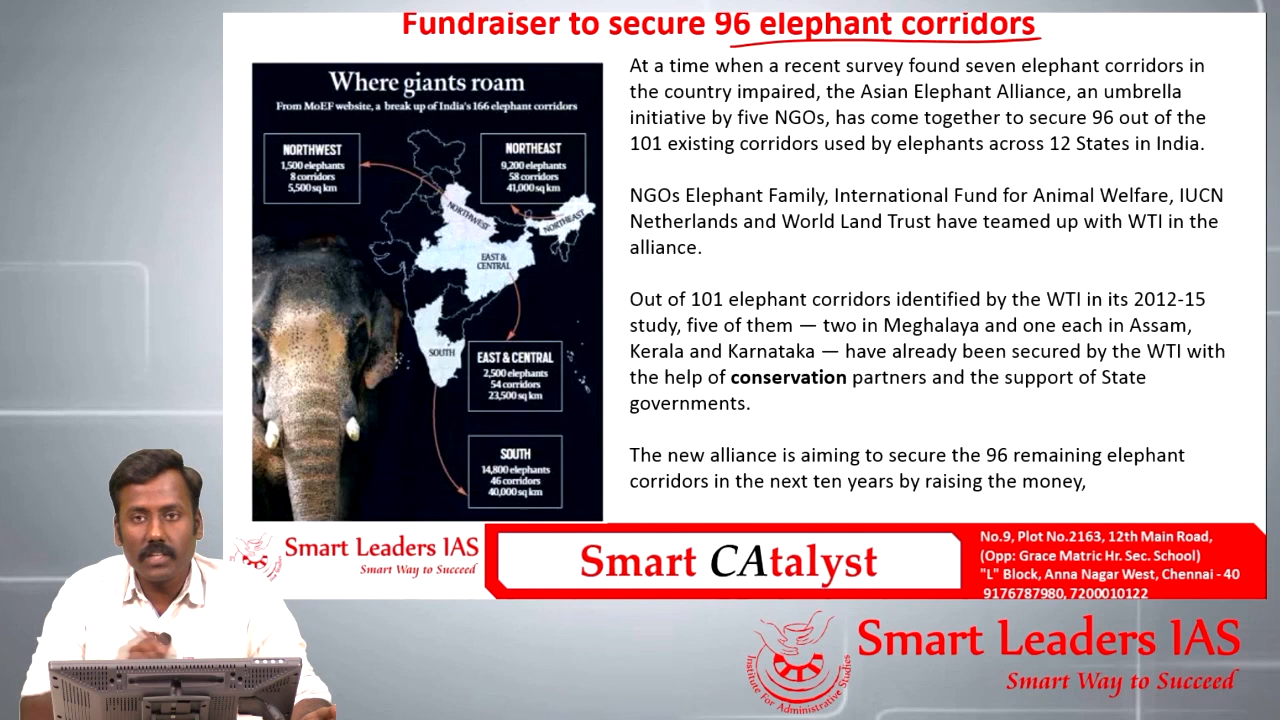 Fundraiser to secure 96 elephant corridors
Where giants roam
From MoEF website, a break up of India's 166 elephant corridors
NORTHWEST
1,500 elephants
8 corridors
5,500 sq km
NORTHEAST
9,200 elephants
58 corridors
41,000 sq km
NORTHWEST
NORTHEAST
EAST &
CENTRAL
SOUTH
EAST & CENTRAL
2,500 elephants
54 corridors
23,500 sq km
SOUTH
14,800 elephants
46 corridors
40,000 sq km
At a time when a recent survey found seven elephant corridors in
the country impaired, the Asian Elephant Alliance, an umbrella
initiative by five NGOs, has come together to secure 96 out of the
101 existing corridors used by elephants across 12 States in India.
NGOs Elephant Family, International Fund for Animal Welfare, IUCN
Netherlands and World Land Trust have teamed up with WTI in the
alliance.
Out of 101 elephant corridors identified by the WTI in its 2012-15
study, five of them — two in Meghalaya and one each in Assam,
Kerala and Karnataka — have already been secured by the WTI with
the help of conservation partners and the support of State
governments.
The new alliance is aiming to secure the 96 remaining elephant
corridors in the next ten years by raising the money,
Smart Leaders IAS
Smart Way to Succeed
Smart CAtalyst
No.9, Plot No.2163, 12th Main Road,
(Opp: Grace Matric Hr. Sec. School)
"L" Block, Anna Nagar West, Chennai - 40
9176787980, 7200010122
Institute For Administrative Studies
Smart Leaders IAS
Smart Way to Succeed